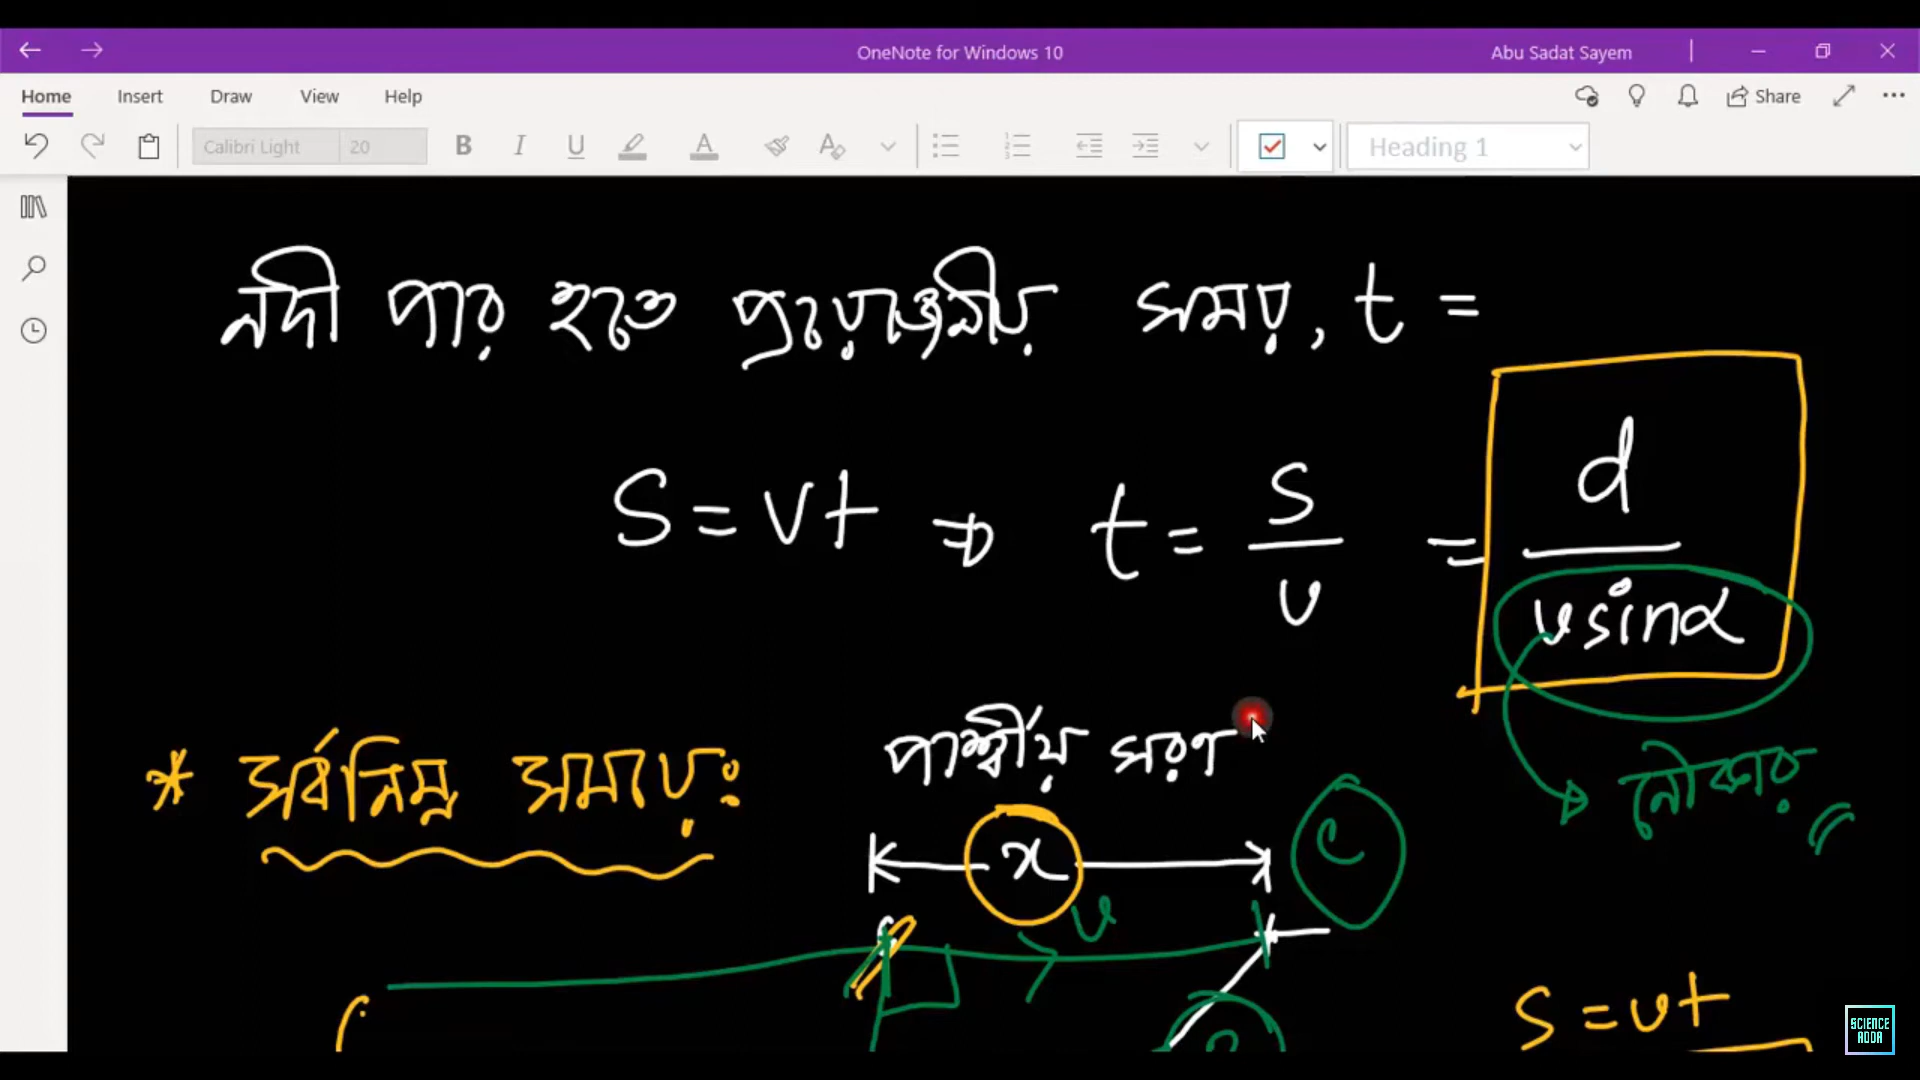 OneNote for Windows 10
Abu Sadat Sayem
Home Insert Draw View Help
Share
Calibri Light 20 B I U A A Heading 1
নদী পার হতে প্রয়োজনীয় সময়, t =
S = vt ⇒ t = s/v = d/(v sinα)
নৌকার
* সর্বনিম্ন সময়ঃ
পার্শ্বীয় সরণ
x
C
v
S = vt
SCIENCE
ADDA